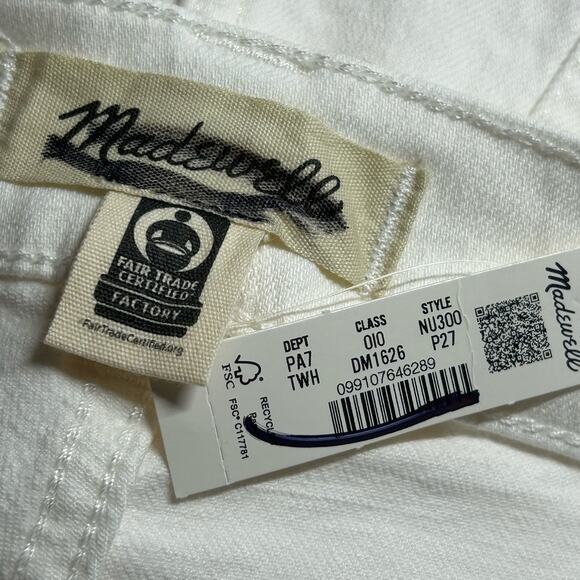 Madewell
FAIR TRADE
CERTIFIED
FACTORY
FairTradeCertified.org
DEPT CLASS STYLE
PA7 010 NU300
TWH DM1626 P27
099107646289
FSC
FSC® C117781
Madewell